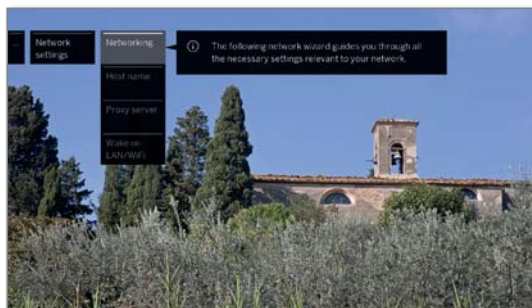 ...
Network
settings
Networking
The following network wizard guides you through all
the necessary settings relevant to your network.
Host name
Proxy server
Wake on
LAN/WiFi